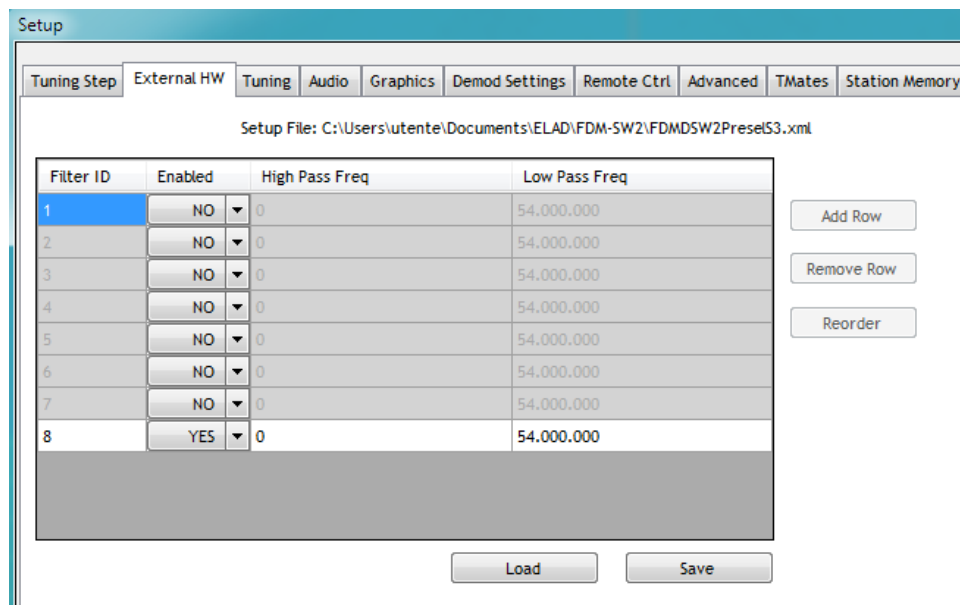 Setup
Tuning Step External HW Tuning Audio Graphics Demod Settings Remote Ctrl Advanced TMates Station Memory
Setup File: C:\Users\utente\Documents\ELAD\FDM-SW2\FDMDSW2PreselS3.xml
Filter ID Enabled High Pass Freq Low Pass Freq
1 NO 0 54.000.000
2 NO 0 54.000.000
3 NO 0 54.000.000
4 NO 0 54.000.000
5 NO 0 54.000.000
6 NO 0 54.000.000
7 NO 0 54.000.000
8 YES 0 54.000.000
Add Row
Remove Row
Reorder
Load Save